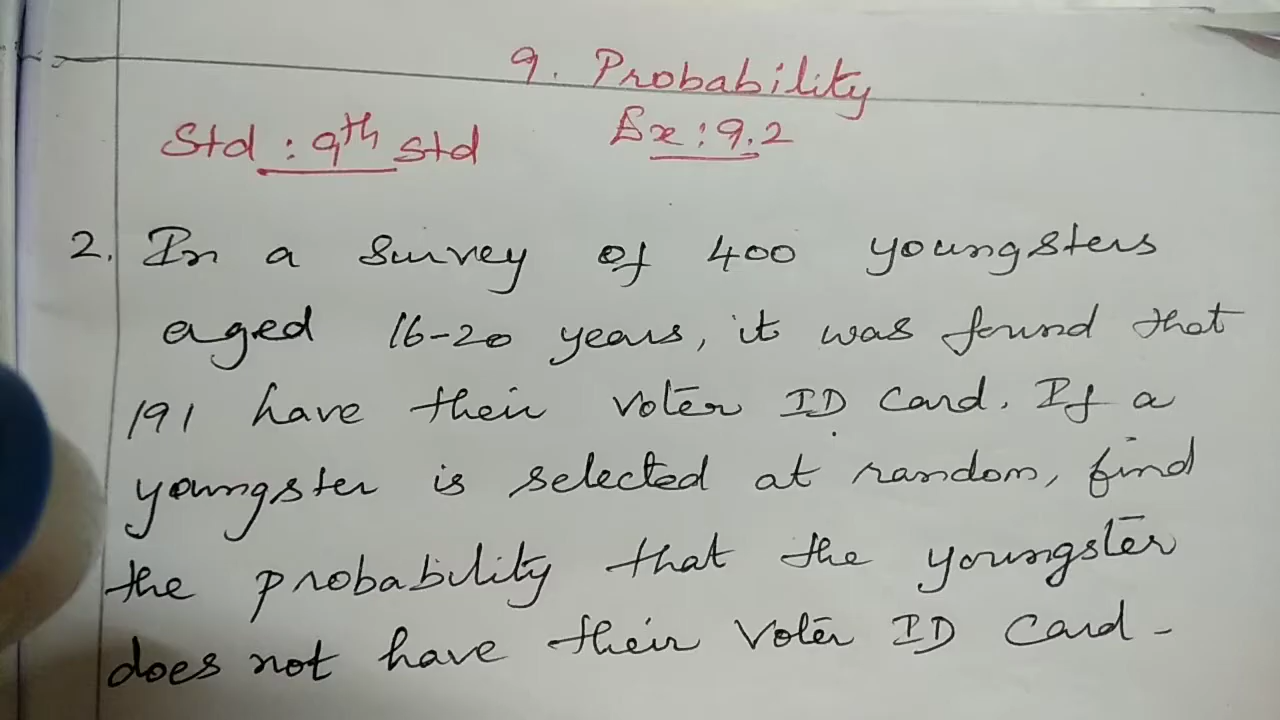 9. Probability
Std : 9th std Ex : 9.2
2. In a survey of 400 youngsters
aged 16-20 years, it was found that
191 have their voter ID card. If a
youngster is selected at random, find
the probability that the youngster
does not have their Voter ID card-